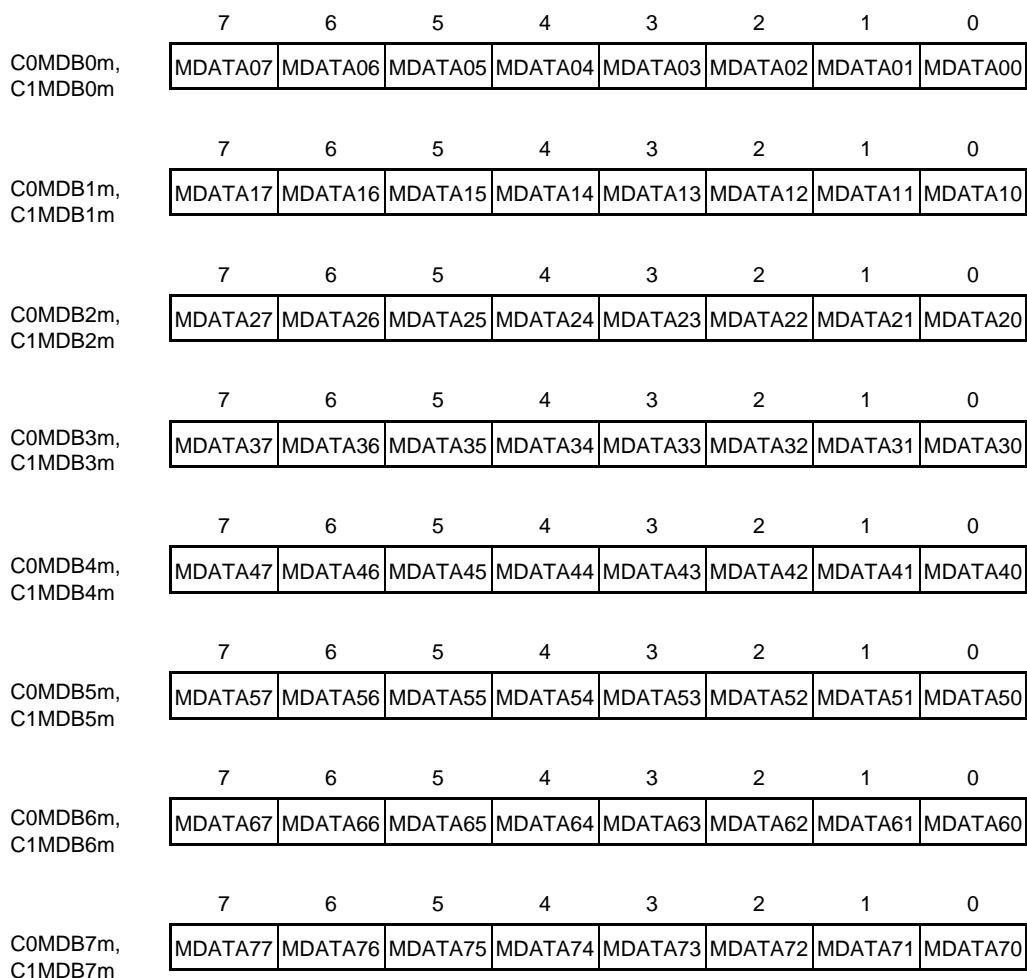 7 6 5 4 3 2 1 0
C0MDB0m,
C1MDB0m
MDATA07 MDATA06 MDATA05 MDATA04 MDATA03 MDATA02 MDATA01 MDATA00
7 6 5 4 3 2 1 0
C0MDB1m,
C1MDB1m
MDATA17 MDATA16 MDATA15 MDATA14 MDATA13 MDATA12 MDATA11 MDATA10
7 6 5 4 3 2 1 0
C0MDB2m,
C1MDB2m
MDATA27 MDATA26 MDATA25 MDATA24 MDATA23 MDATA22 MDATA21 MDATA20
7 6 5 4 3 2 1 0
C0MDB3m,
C1MDB3m
MDATA37 MDATA36 MDATA35 MDATA34 MDATA33 MDATA32 MDATA31 MDATA30
7 6 5 4 3 2 1 0
C0MDB4m,
C1MDB4m
MDATA47 MDATA46 MDATA45 MDATA44 MDATA43 MDATA42 MDATA41 MDATA40
7 6 5 4 3 2 1 0
C0MDB5m,
C1MDB5m
MDATA57 MDATA56 MDATA55 MDATA54 MDATA53 MDATA52 MDATA51 MDATA50
7 6 5 4 3 2 1 0
C0MDB6m,
C1MDB6m
MDATA67 MDATA66 MDATA65 MDATA64 MDATA63 MDATA62 MDATA61 MDATA60
7 6 5 4 3 2 1 0
C0MDB7m,
C1MDB7m
MDATA77 MDATA76 MDATA75 MDATA74 MDATA73 MDATA72 MDATA71 MDATA70